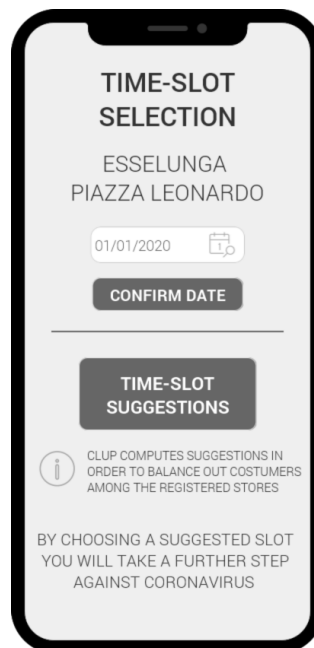 TIME-SLOT
SELECTION
ESSELUNGA
PIAZZA LEONARDO
01/01/2020
1
CONFIRM DATE
TIME-SLOT
SUGGESTIONS
i
CLUP COMPUTES SUGGESTIONS IN
ORDER TO BALANCE OUT COSTUMERS
AMONG THE REGISTERED STORES
BY CHOOSING A SUGGESTED SLOT
YOU WILL TAKE A FURTHER STEP
AGAINST CORONAVIRUS